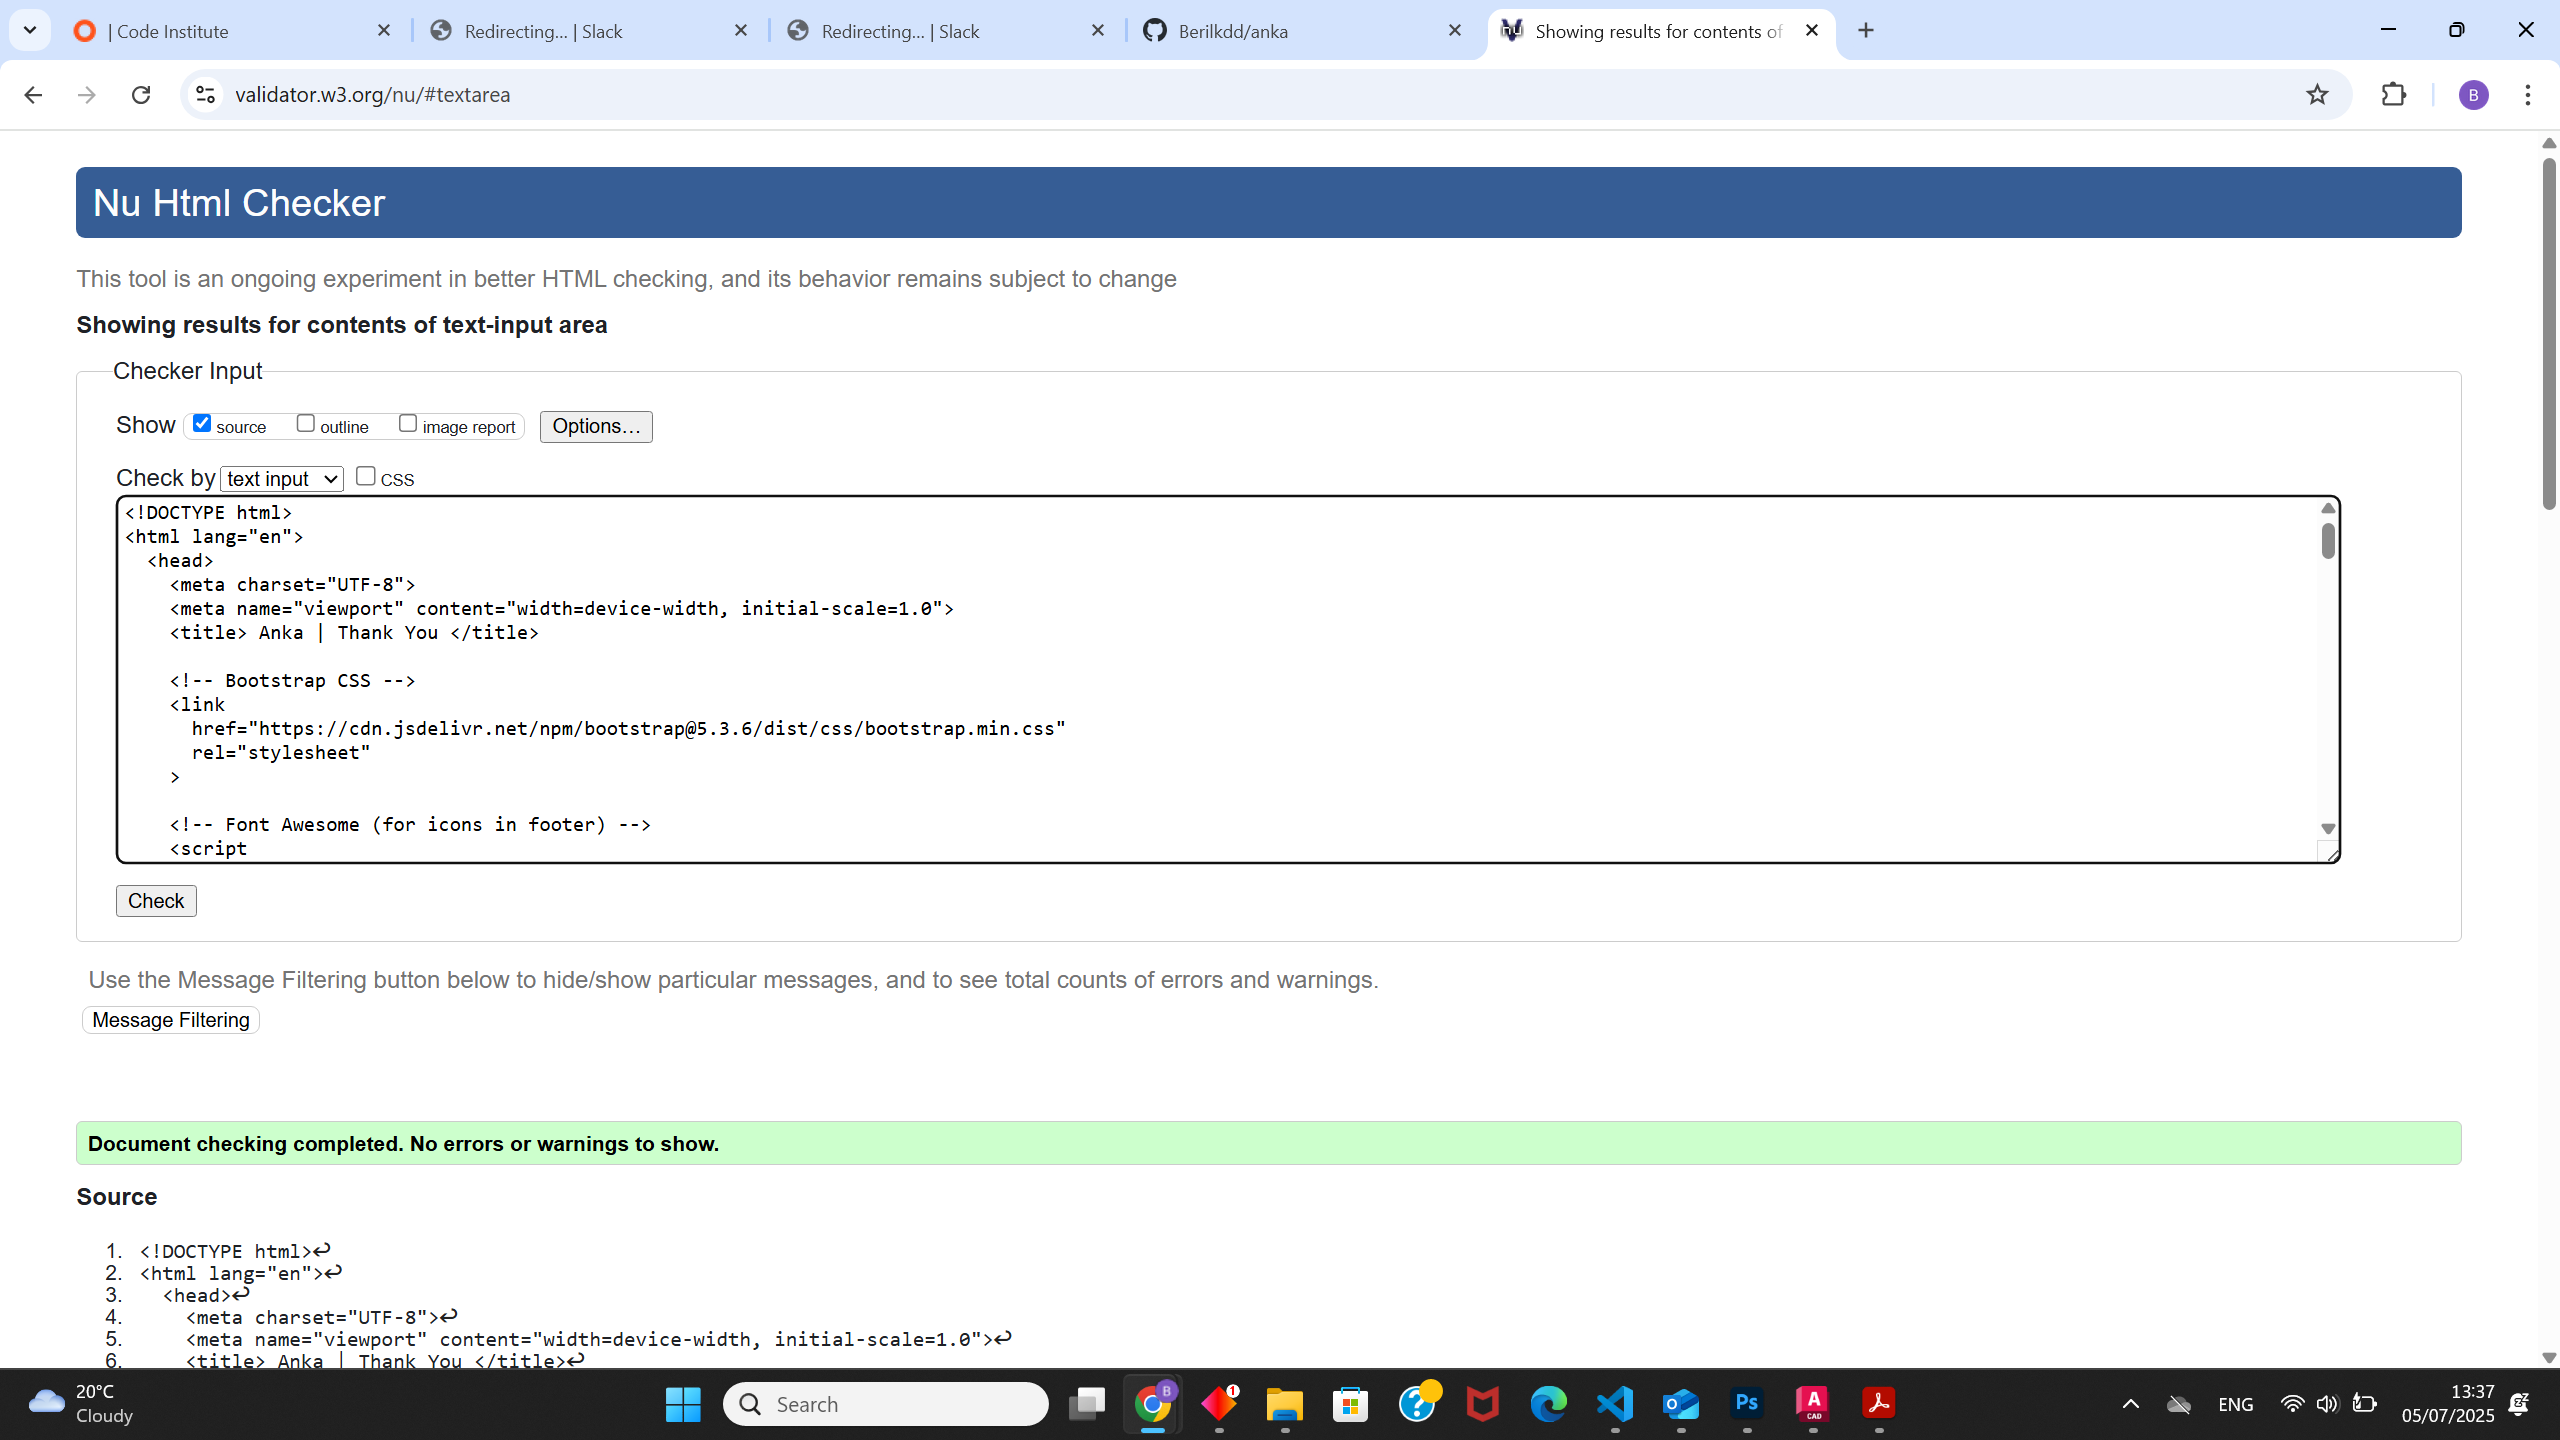 | Code Institute
Redirecting... | Slack
Redirecting... | Slack
Berilkdd/anka
Showing results for contents of
validator.w3.org/nu/#textarea
B
Nu Html Checker
This tool is an ongoing experiment in better HTML checking, and its behavior remains subject to change
Showing results for contents of text-input area
Checker Input
Show source outline image report Options...
Check by text input CSS
<!DOCTYPE html>
<html lang="en">
<head>
<meta charset="UTF-8">
<meta name="viewport" content="width=device-width, initial-scale=1.0">
<title> Anka | Thank You </title>
<!-- Bootstrap CSS -->
<link
href="https://cdn.jsdelivr.net/npm/bootstrap@5.3.6/dist/css/bootstrap.min.css"
rel="stylesheet"
>
<!-- Font Awesome (for icons in footer) -->
<script
Check
Use the Message Filtering button below to hide/show particular messages, and to see total counts of errors and warnings.
Message Filtering
Document checking completed. No errors or warnings to show.
Source
1. <!DOCTYPE html>↩
2. <html lang="en">↩
3. <head>↩
4. <meta charset="UTF-8">↩
5. <meta name="viewport" content="width=device-width, initial-scale=1.0">↩
6. <title> Anka | Thank You </title>↩
20°C
Cloudy
Search
B
1
Ps
A
CAD
ENG
13:37
05/07/2025